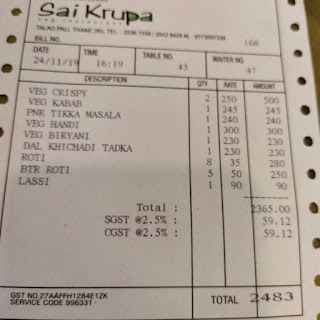 Sai Krupa
veg restaurant
TALAO PALI, THANE (W), TEL. : 2536 7539 / 2542 8429 M. : 9773057339
BILL NO. 166
DATE TIME TABLE NO. WAITER NO
24/11/19 16:19 45 47
DESCRIPTION QTY RATE AMOUNT
VEG CRISPY 2 250 500
VEG KABAB 1 245 245
PNR TIKKA MASALA 1 240 240
VEG HANDI 1 300 300
VEG BIRYANI 1 230 230
DAL KHICHADI TADKA 1 230 230
ROTI 8 35 280
BTR ROTI 5 50 250
LASSI 1 90 90
Total : 2365.00
SGST @2.5% : 59.12
CGST @2.5% : 59.12
GST NO.27AAFFH1284E1ZK
SERVICE CODE 996331
TOTAL 2483